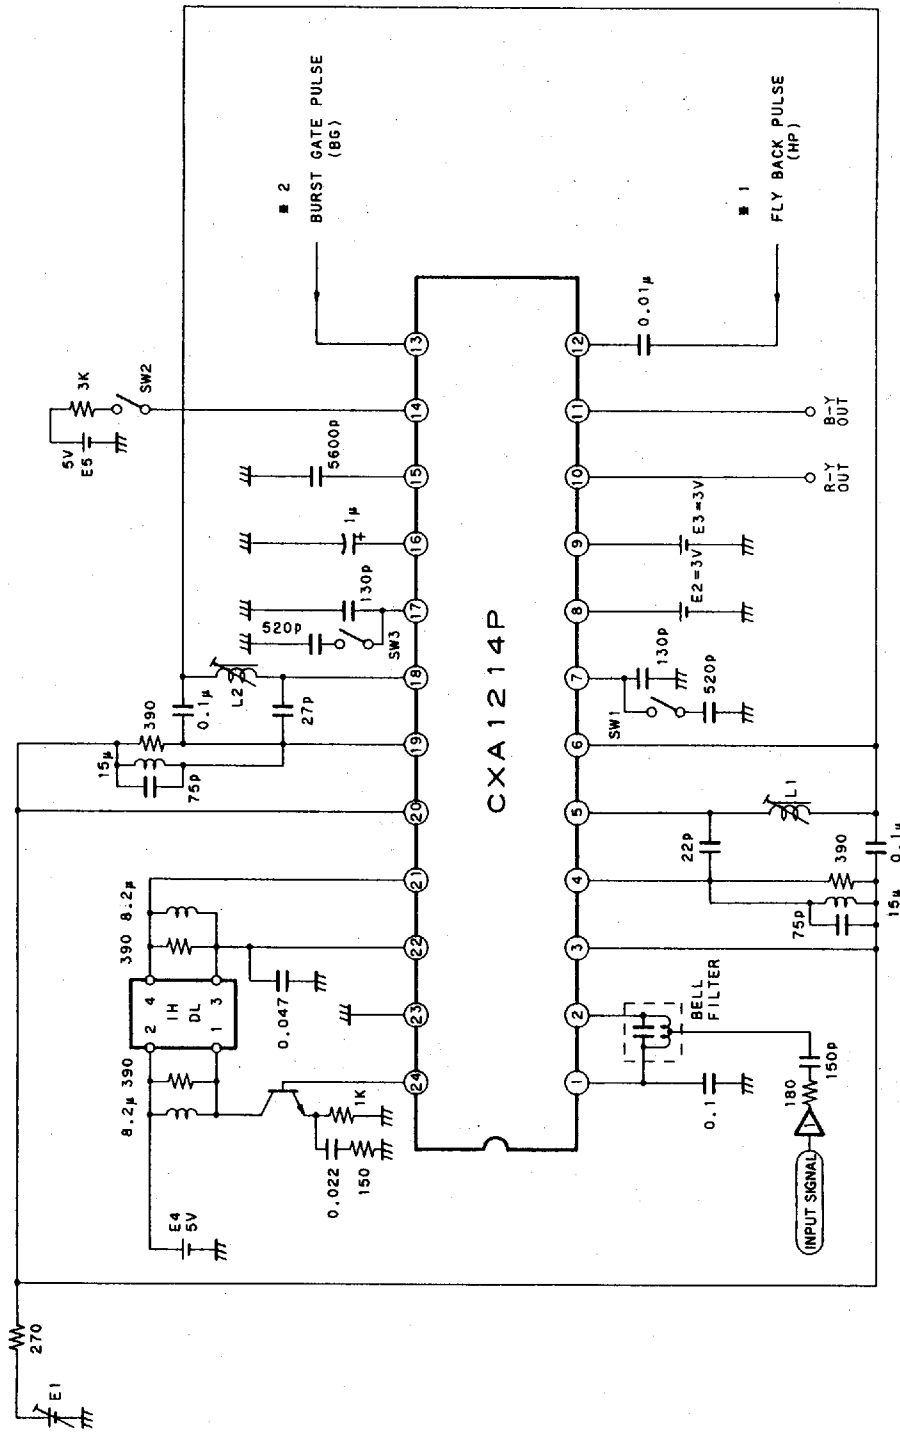 E1
270
E4
5V
8.2μ
390
2
4
1H
DL
1
3
390
8.2μ
0.047
0.022
150
1K
15μ
390
75p
0.1μ
L2
27p
520p
SW3
130p
1μ
+
5600p
5V
E5
3K
SW2
※ 2
BURST GATE PULSE
(BG)
24
23
22
21
20
19
18
17
16
15
14
13
CXA1214P
1
2
3
4
5
6
7
8
9
10
11
12
0.1
BELL
FILTER
INPUT SIGNAL
1
180
150p
75p
15μ
390
0.1μ
22p
L1
SW1
130p
520p
E2=3V
E3=3V
R-Y
OUT
B-Y
OUT
0.01μ
※ 1
FLY BACK PULSE
(HP)